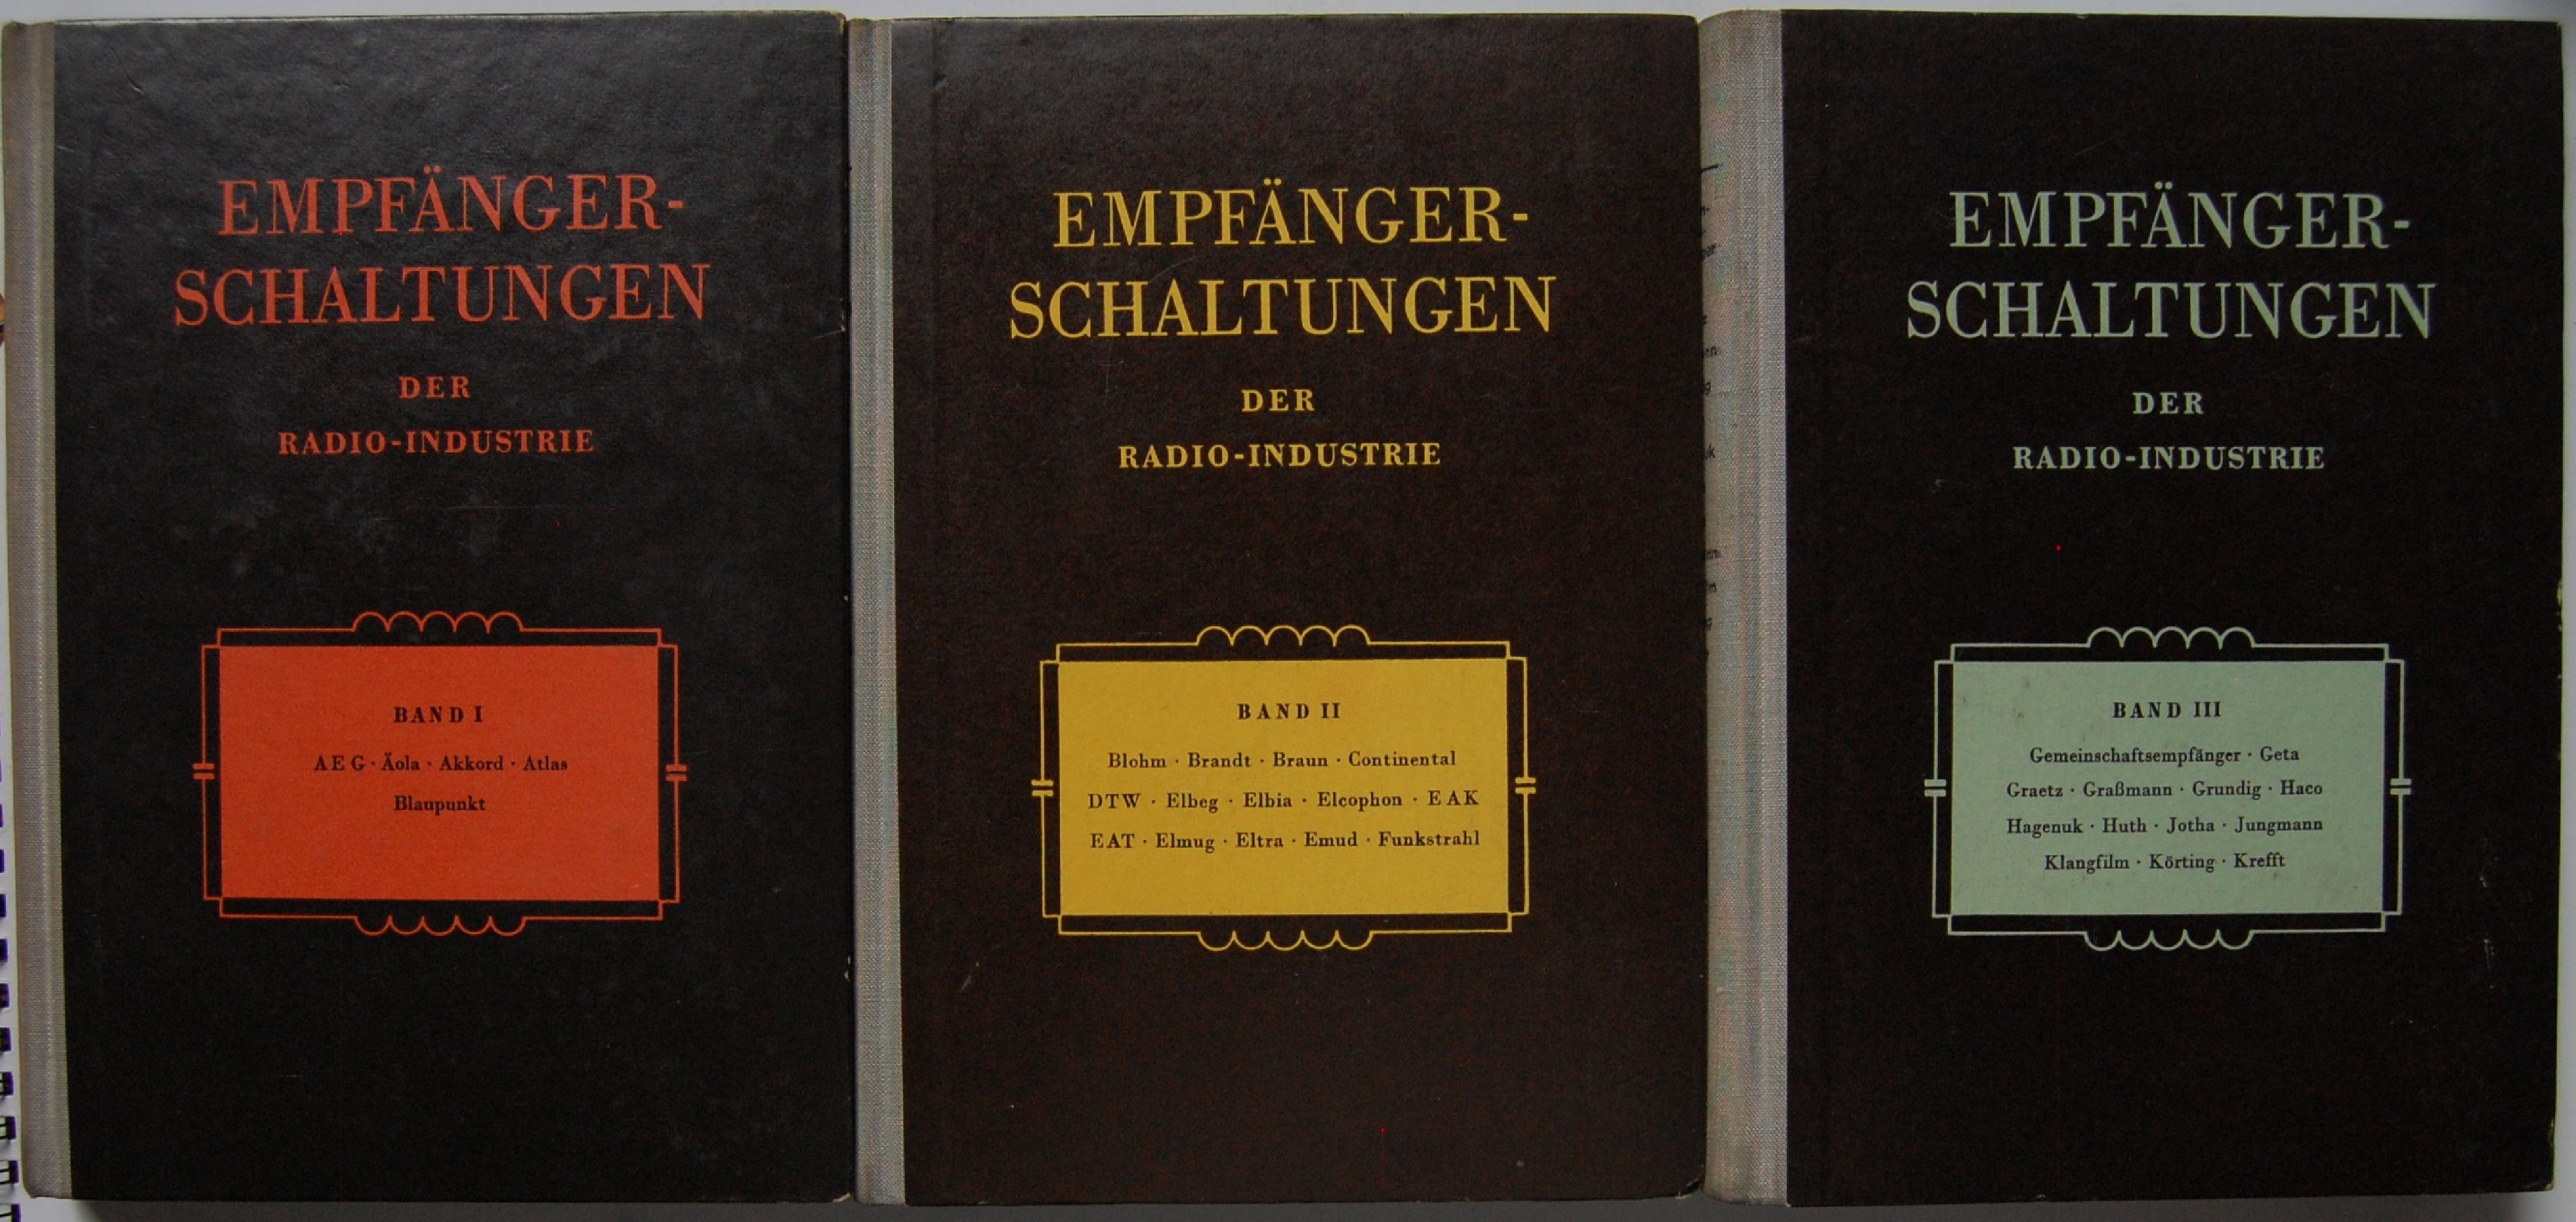 EMPFÄNGER-
SCHALTUNGEN
DER
RADIO-INDUSTRIE
BAND I
AEG · Äola · Akkord · Atlas
Blaupunkt
EMPFÄNGER-
SCHALTUNGEN
DER
RADIO-INDUSTRIE
BAND II
Blohm · Brandt · Braun · Continental
DTW · Elbeg · Elbia · Elcophon · EAK
EAT · Elmug · Eltra · Emud · Funkstrahl
EMPFÄNGER-
SCHALTUNGEN
DER
RADIO-INDUSTRIE
BAND III
Gemeinschaftsempfänger · Geta
Graetz · Graßmann · Grundig · Haco
Hagenuk · Huth · Jotha · Jungmann
Klangfilm · Körting · Krefft